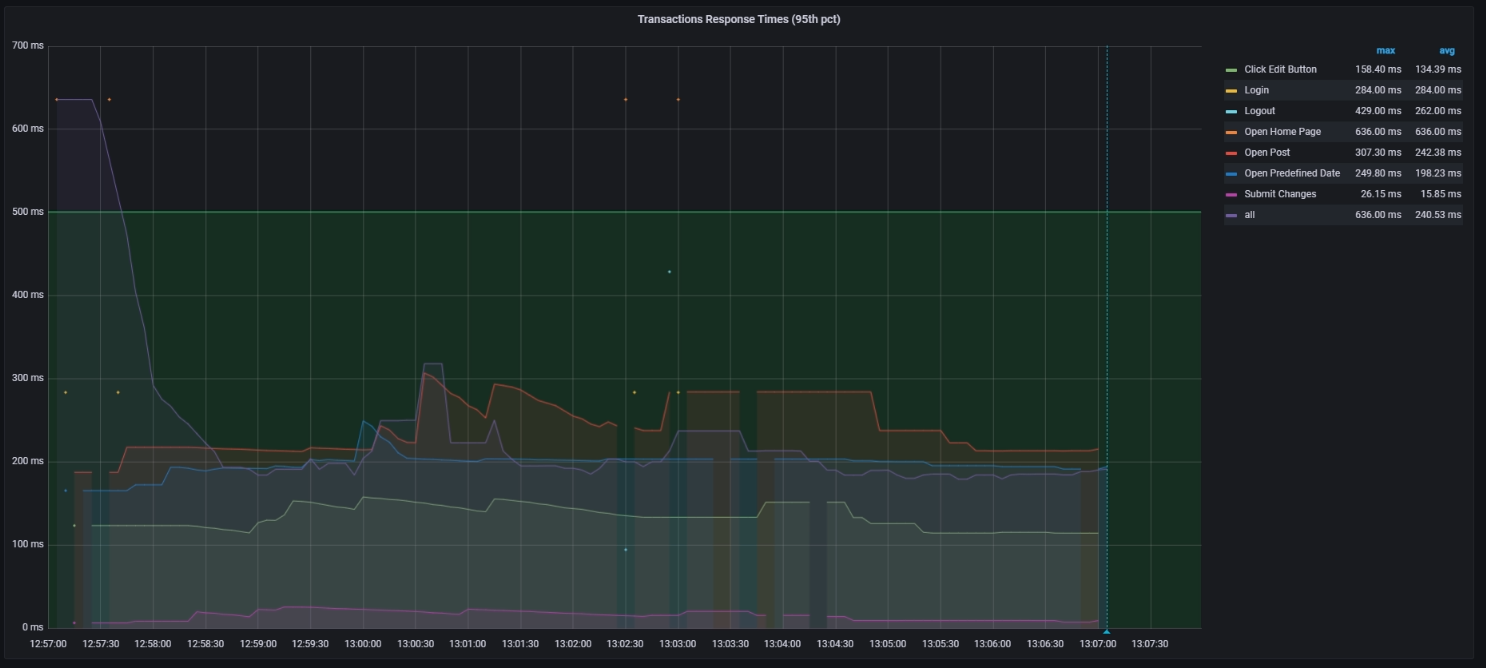 Transactions Response Times (95th pct)
700 ms
600 ms
500 ms
400 ms
300 ms
200 ms
100 ms
0 ms
12:57:00 12:57:30 12:58:00 12:58:30 12:59:00 12:59:30 13:00:00 13:00:30 13:01:00 13:01:30 13:02:00 13:02:30 13:03:00 13:03:30 13:04:00 13:04:30 13:05:00 13:05:30 13:06:00 13:06:30 13:07:00 13:07:30
max avg
Click Edit Button 158.40 ms 134.39 ms
Login 284.00 ms 284.00 ms
Logout 429.00 ms 262.00 ms
Open Home Page 636.00 ms 636.00 ms
Open Post 307.30 ms 242.38 ms
Open Predefined Date 249.80 ms 198.23 ms
Submit Changes 26.15 ms 15.85 ms
all 636.00 ms 240.53 ms